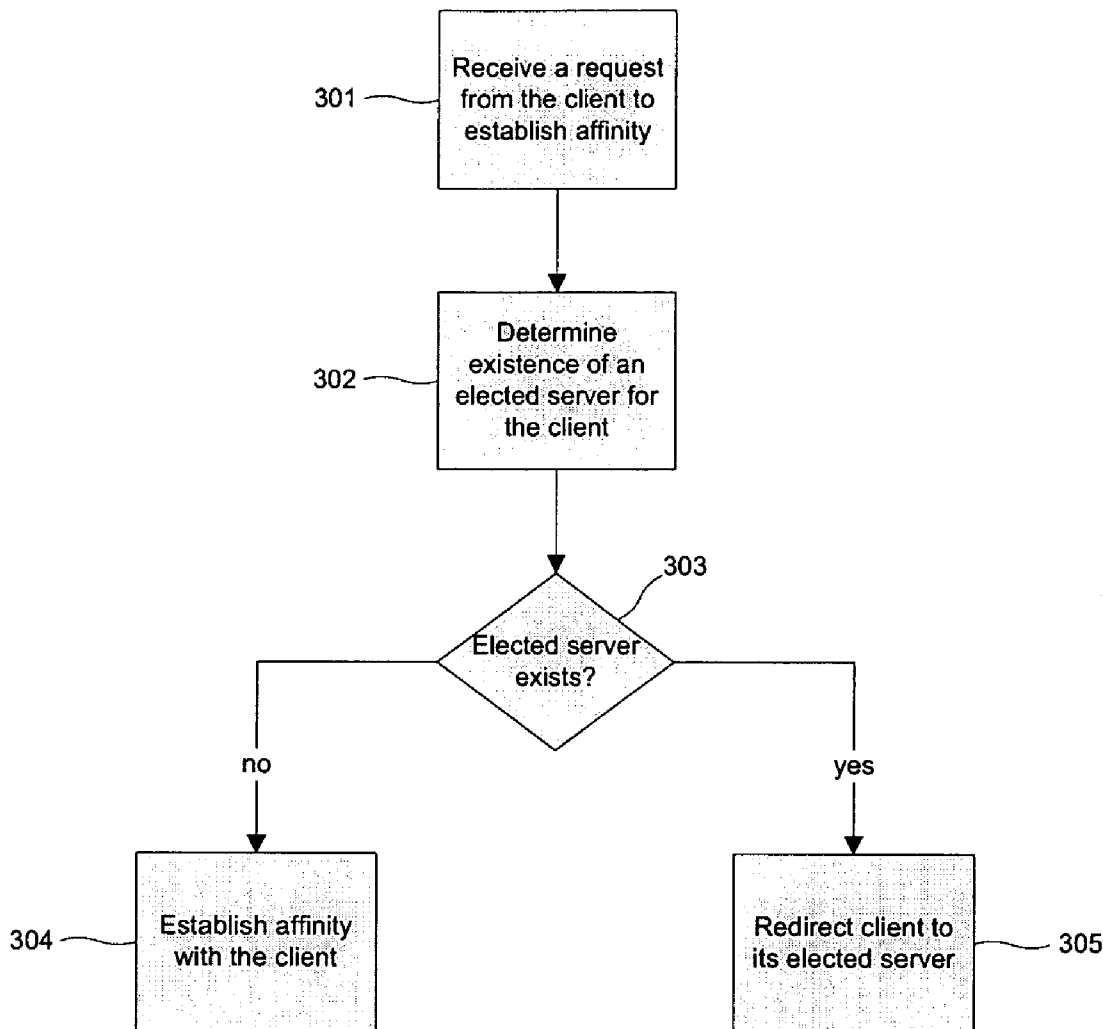 301
Receive a request
from the client to
establish affinity
302
Determine
existence of an
elected server for
the client
303
Elected server
exists?
no
yes
304
Establish affinity
with the client
Redirect client to
its elected server
305